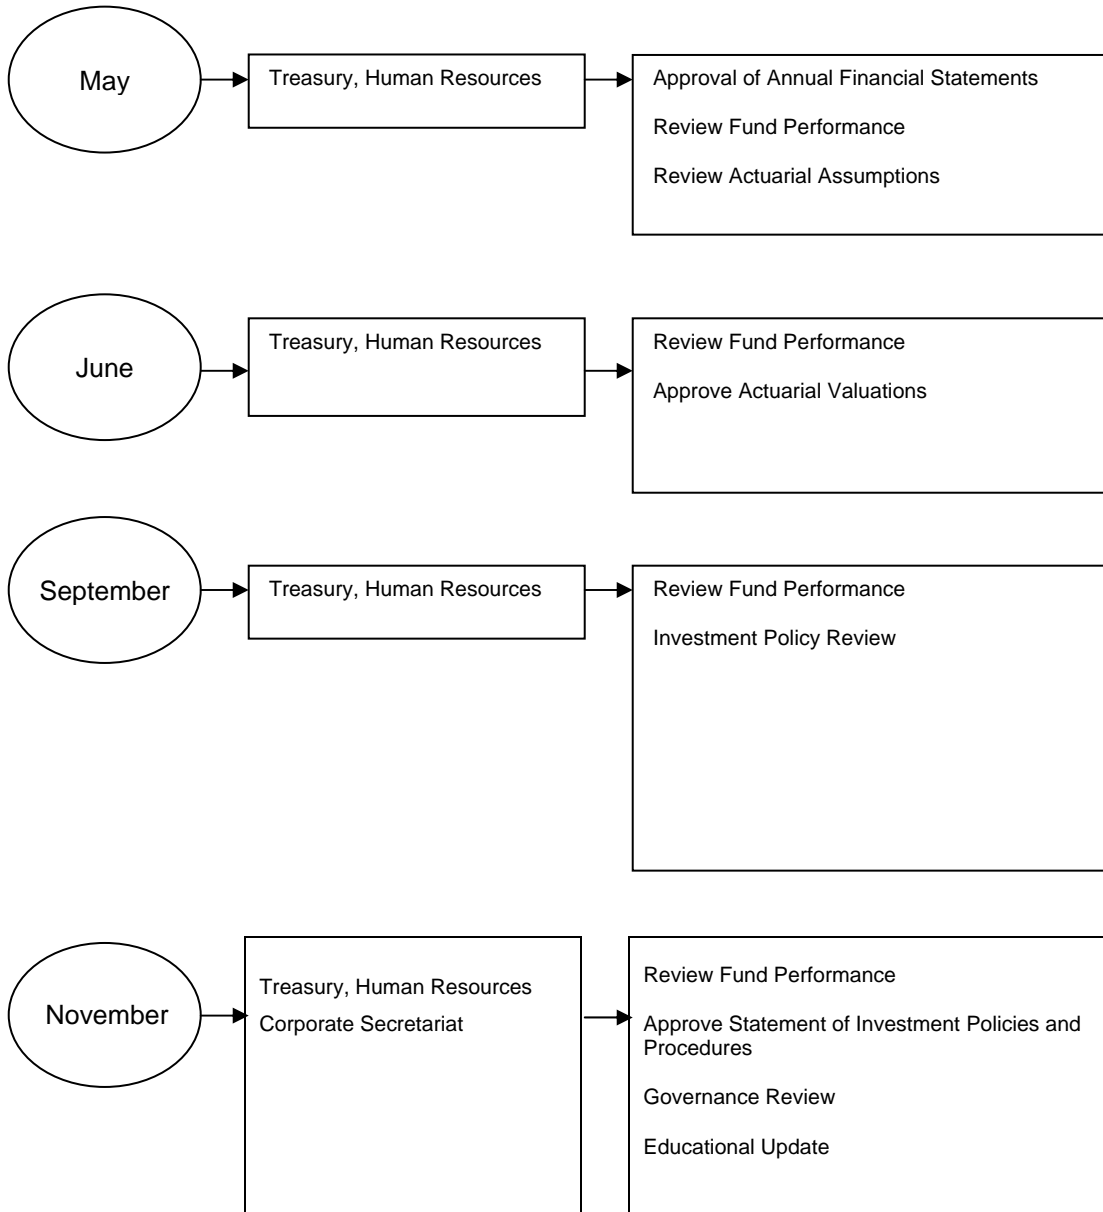 May
Treasury, Human Resources
Approval of Annual Financial Statements
Review Fund Performance
Review Actuarial Assumptions
June
Treasury, Human Resources
Review Fund Performance
Approve Actuarial Valuations
September
Treasury, Human Resources
Review Fund Performance
Investment Policy Review
November
Treasury, Human Resources
Corporate Secretariat
Review Fund Performance
Approve Statement of Investment Policies and
Procedures
Governance Review
Educational Update